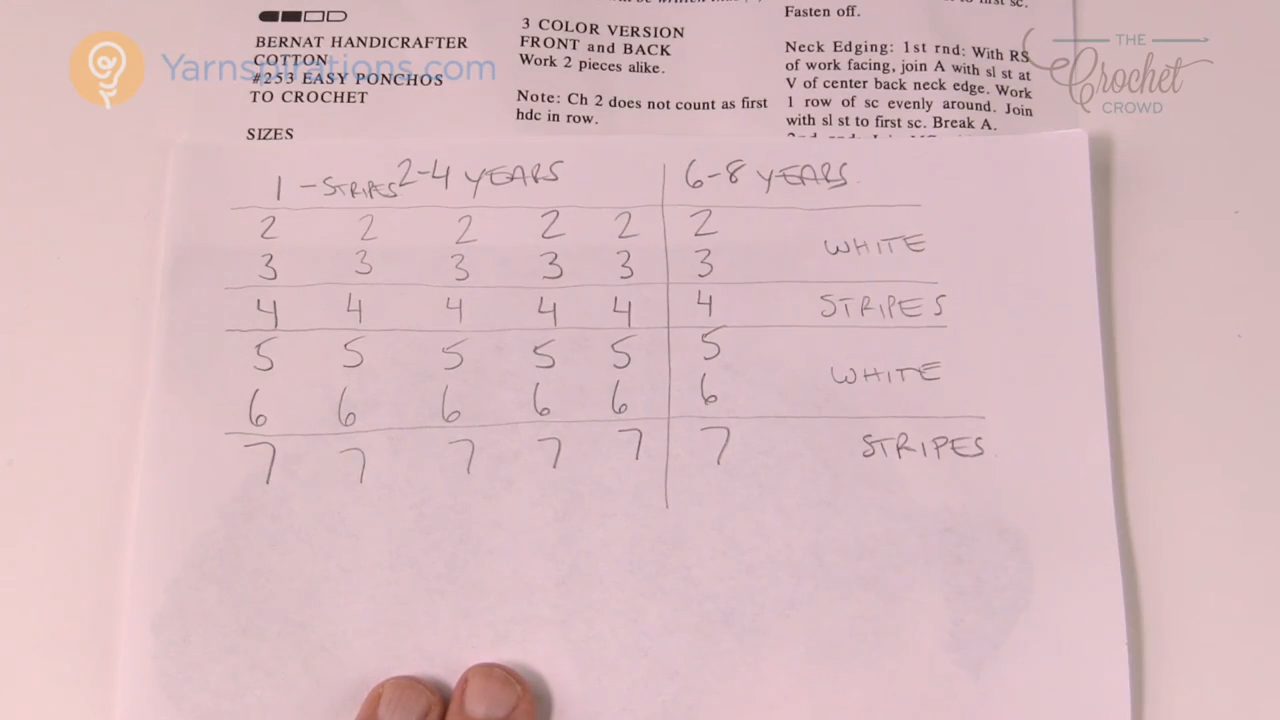 BERNAT HANDICRAFTER
COTTON
#253 EASY PONCHOS
TO CROCHET
SIZES
Yarnspirations.com
3 COLOR VERSION
FRONT and BACK
Work 2 pieces alike.
Note: Ch 2 does not count as first
hdc in row.
Fasten off.
Neck Edging: 1st rnd: With RS
of work facing, join A with sl st at
V of center back neck edge. Work
1 row of sc evenly around. Join
with sl st to first sc. Break A.
THE
Crochet
CROWD
1 - STRIPES 2-4 YEARS 6-8 YEARS
2 2 2 2 2 2
WHITE
3 3 3 3 3 3
4 4 4 4 4 4 STRIPES
5 5 5 5 5 5
WHITE
6 6 6 6 6 6
7 7 7 7 7 7 STRIPES